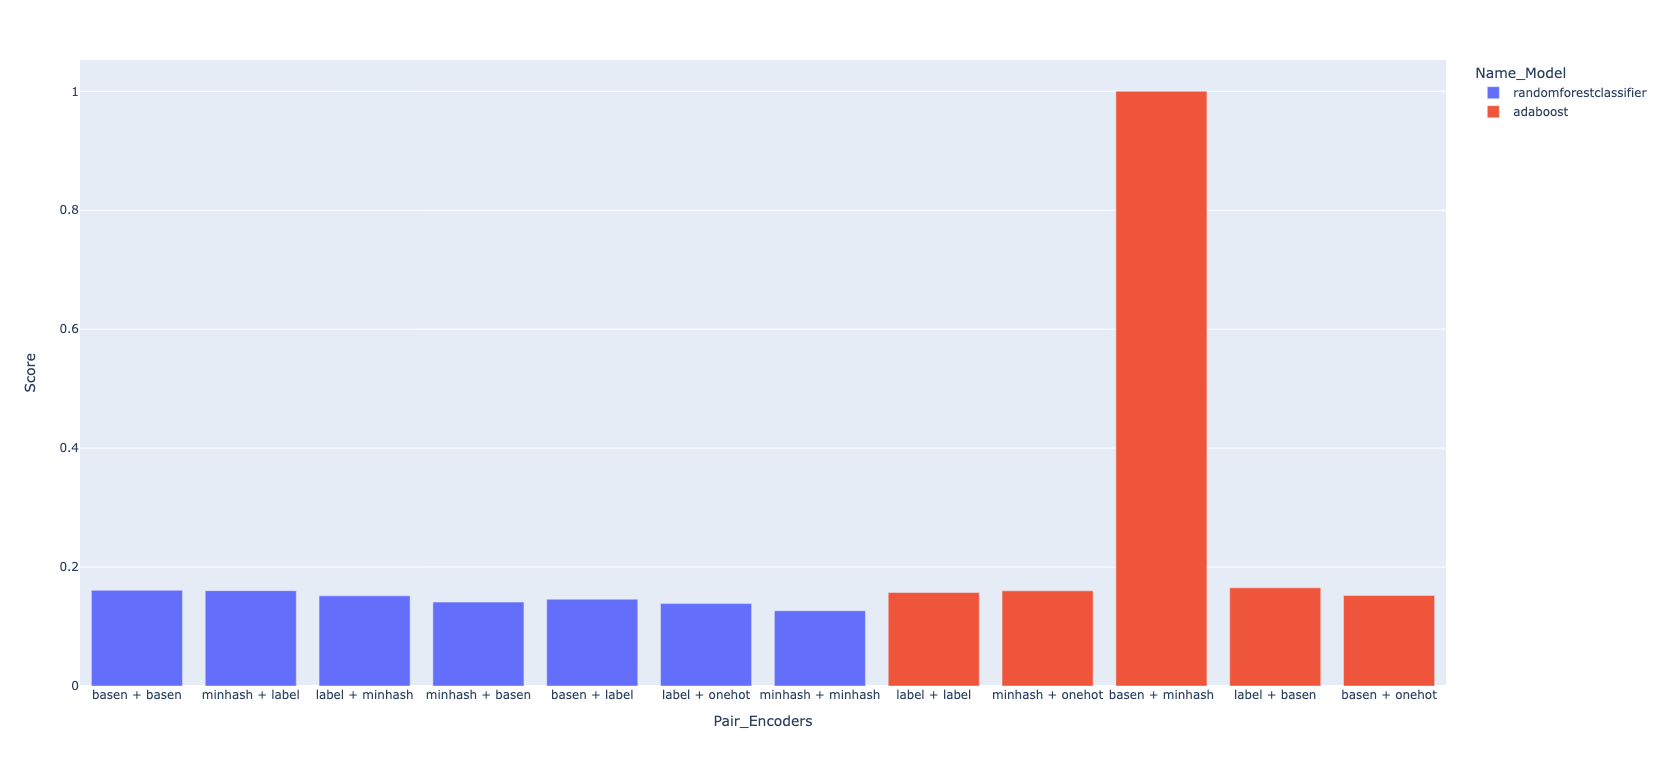 Name_Model
randomforestclassifier
adaboost
1
0.8
0.6
0.4
0.2
0
Score
basen + basen
minhash + label
label + minhash
minhash + basen
basen + label
label + onehot
minhash + minhash
label + label
minhash + onehot
basen + minhash
label + basen
basen + onehot
Pair_Encoders